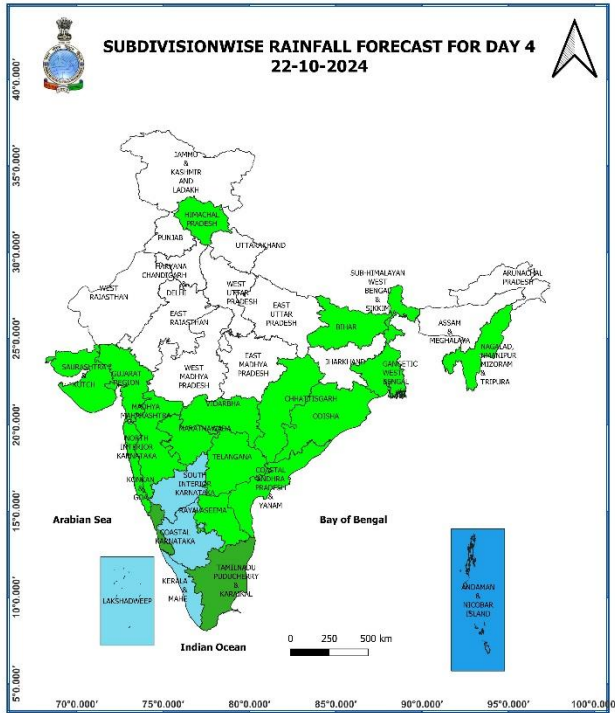 SUBDIVISIONWISE RAINFALL FORECAST FOR DAY 4
22-10-2024
40°0.000'
35°0.000'
30°0.000'
25°0.000'
20°0.000'
15°0.000'
10°0.000'
5°0.000'
JAMMO
&
KASHMIR
AND
LADAKH
HIMACHAL
PRADESH
PUNJAB
UTTARAKHAND
HARYANA
CHANDIGARH
DELHI
WEST
RAJASTHAN
WEST
UTTAR
PRADESH
EAST
UTTAR
PRADESH
EAST
RAJASTHAN
SUB-HIMALAYAN
WEST
BENGAL
&
SIKKIM
ARUNACHAL
PRADESH
ASSAM
&
MEGHALAYA
NAGALAD,
MANIPUR
MIZORAM
&
TRIPURA
BIHAR
JHARKHAND
GANGETIC
WEST
BENGAL
SAURASHTRA
&
KUTCH
GUJARAT
REGION
WEST
MADHYA
PRADESH
EAST
MADHYA
PRADESH
VIDARBHA
CHHATTISGARH
ODISHA
MADHYA
MAHARASHTRA
MARATHAWADA
NORTH
INTERIOR
KARNATAKA
TELANGANA
KONKAN
&
GOA
SOUTH
INTERIOR
KARNATAKA
COASTAL
ANDHRA
PRADESH
&
YANAM
RAYALASEEMA
COASTAL
KARNATAKA
Arabian Sea
Bay of Bengal
TAMILNADU
PUDUCHERRY
&
KARAIKAL
KERALA
&
MAHE
LAKSHADWEEP
ANDAMAN
&
NICOBAR
ISLAND
0 250 500 km
Indian Ocean
70°0.000' 75°0.000' 80°0.000' 85°0.000' 90°0.000' 95°0.000' 100°0.000'